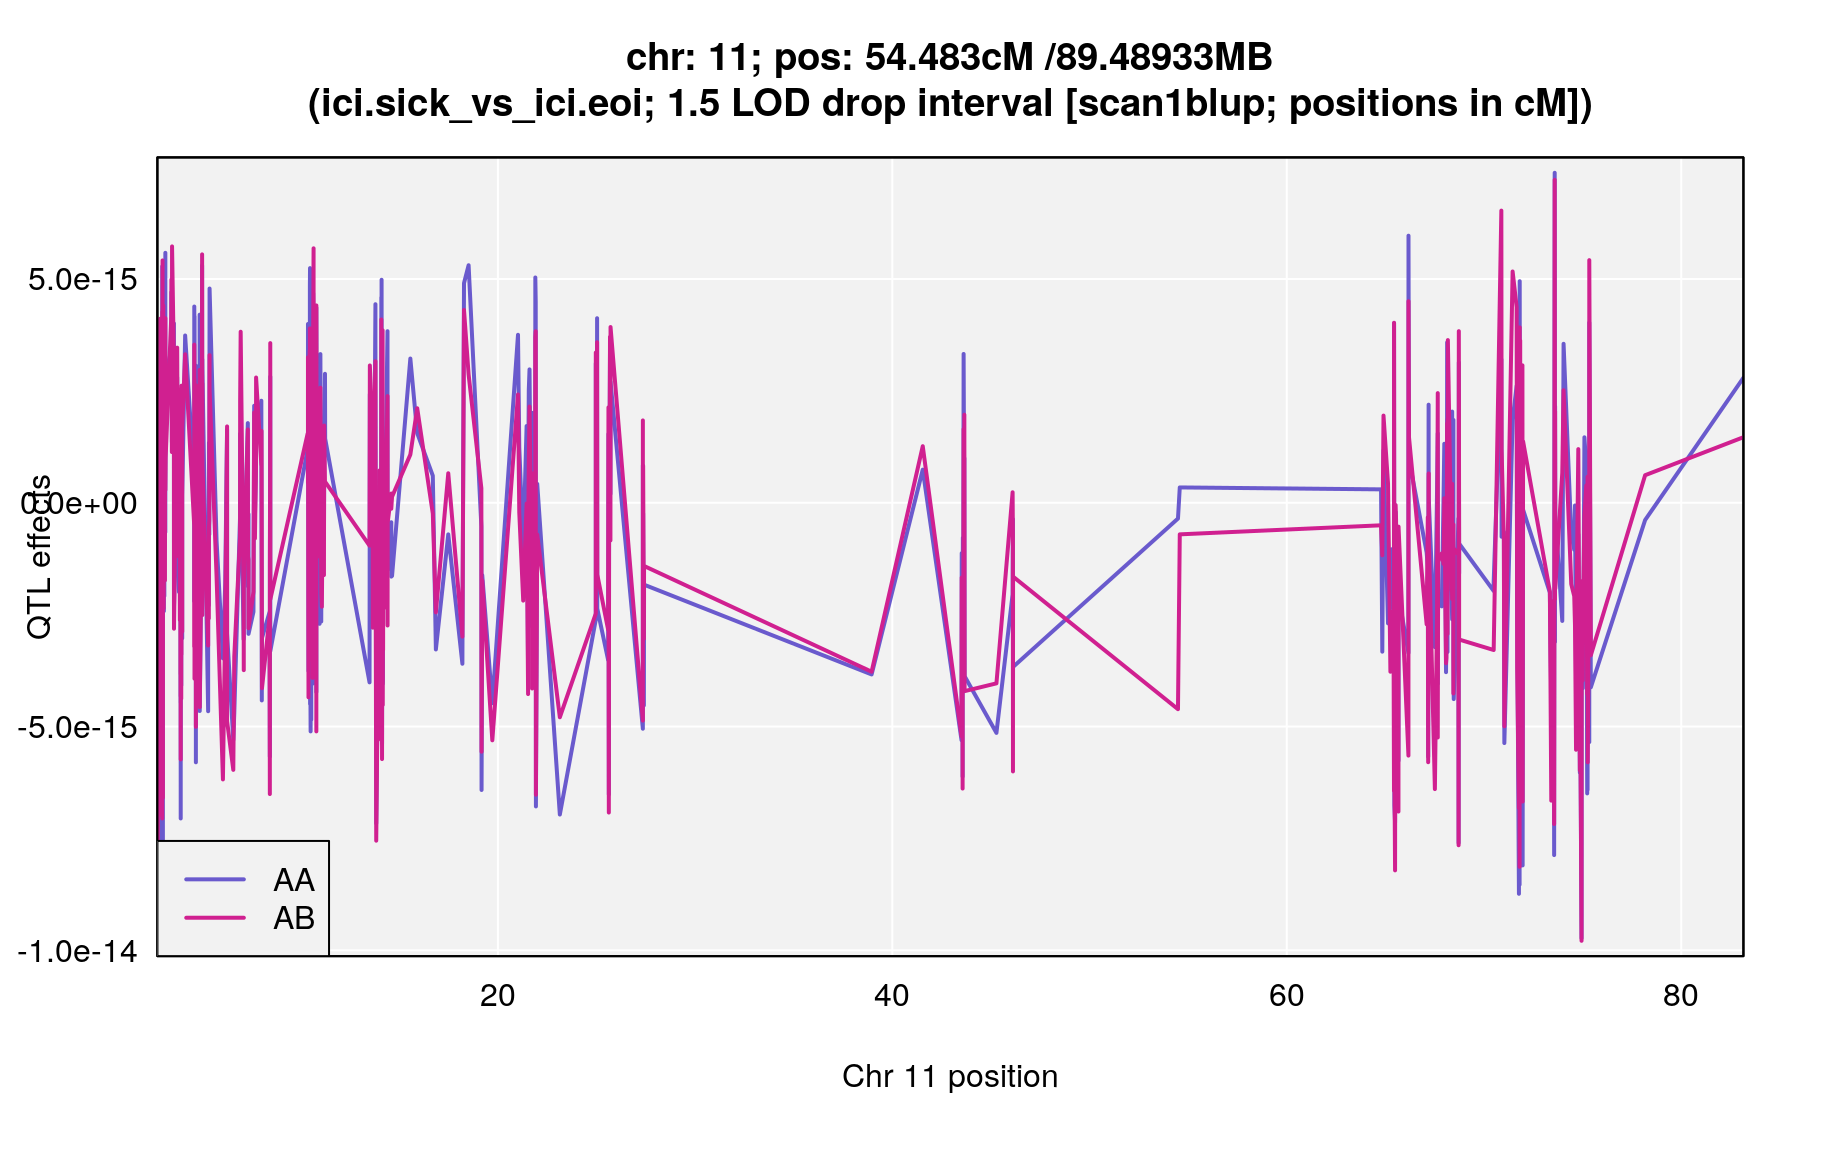 chr: 11; pos: 54.483cM /89.48933MB
(ici.sick_vs_ici.eoi; 1.5 LOD drop interval [scan1blup; positions in cM])
5.0e-15
0.0e+00
-5.0e-15
-1.0e-14
QTL effects
AA
AB
20 40 60 80
Chr 11 position